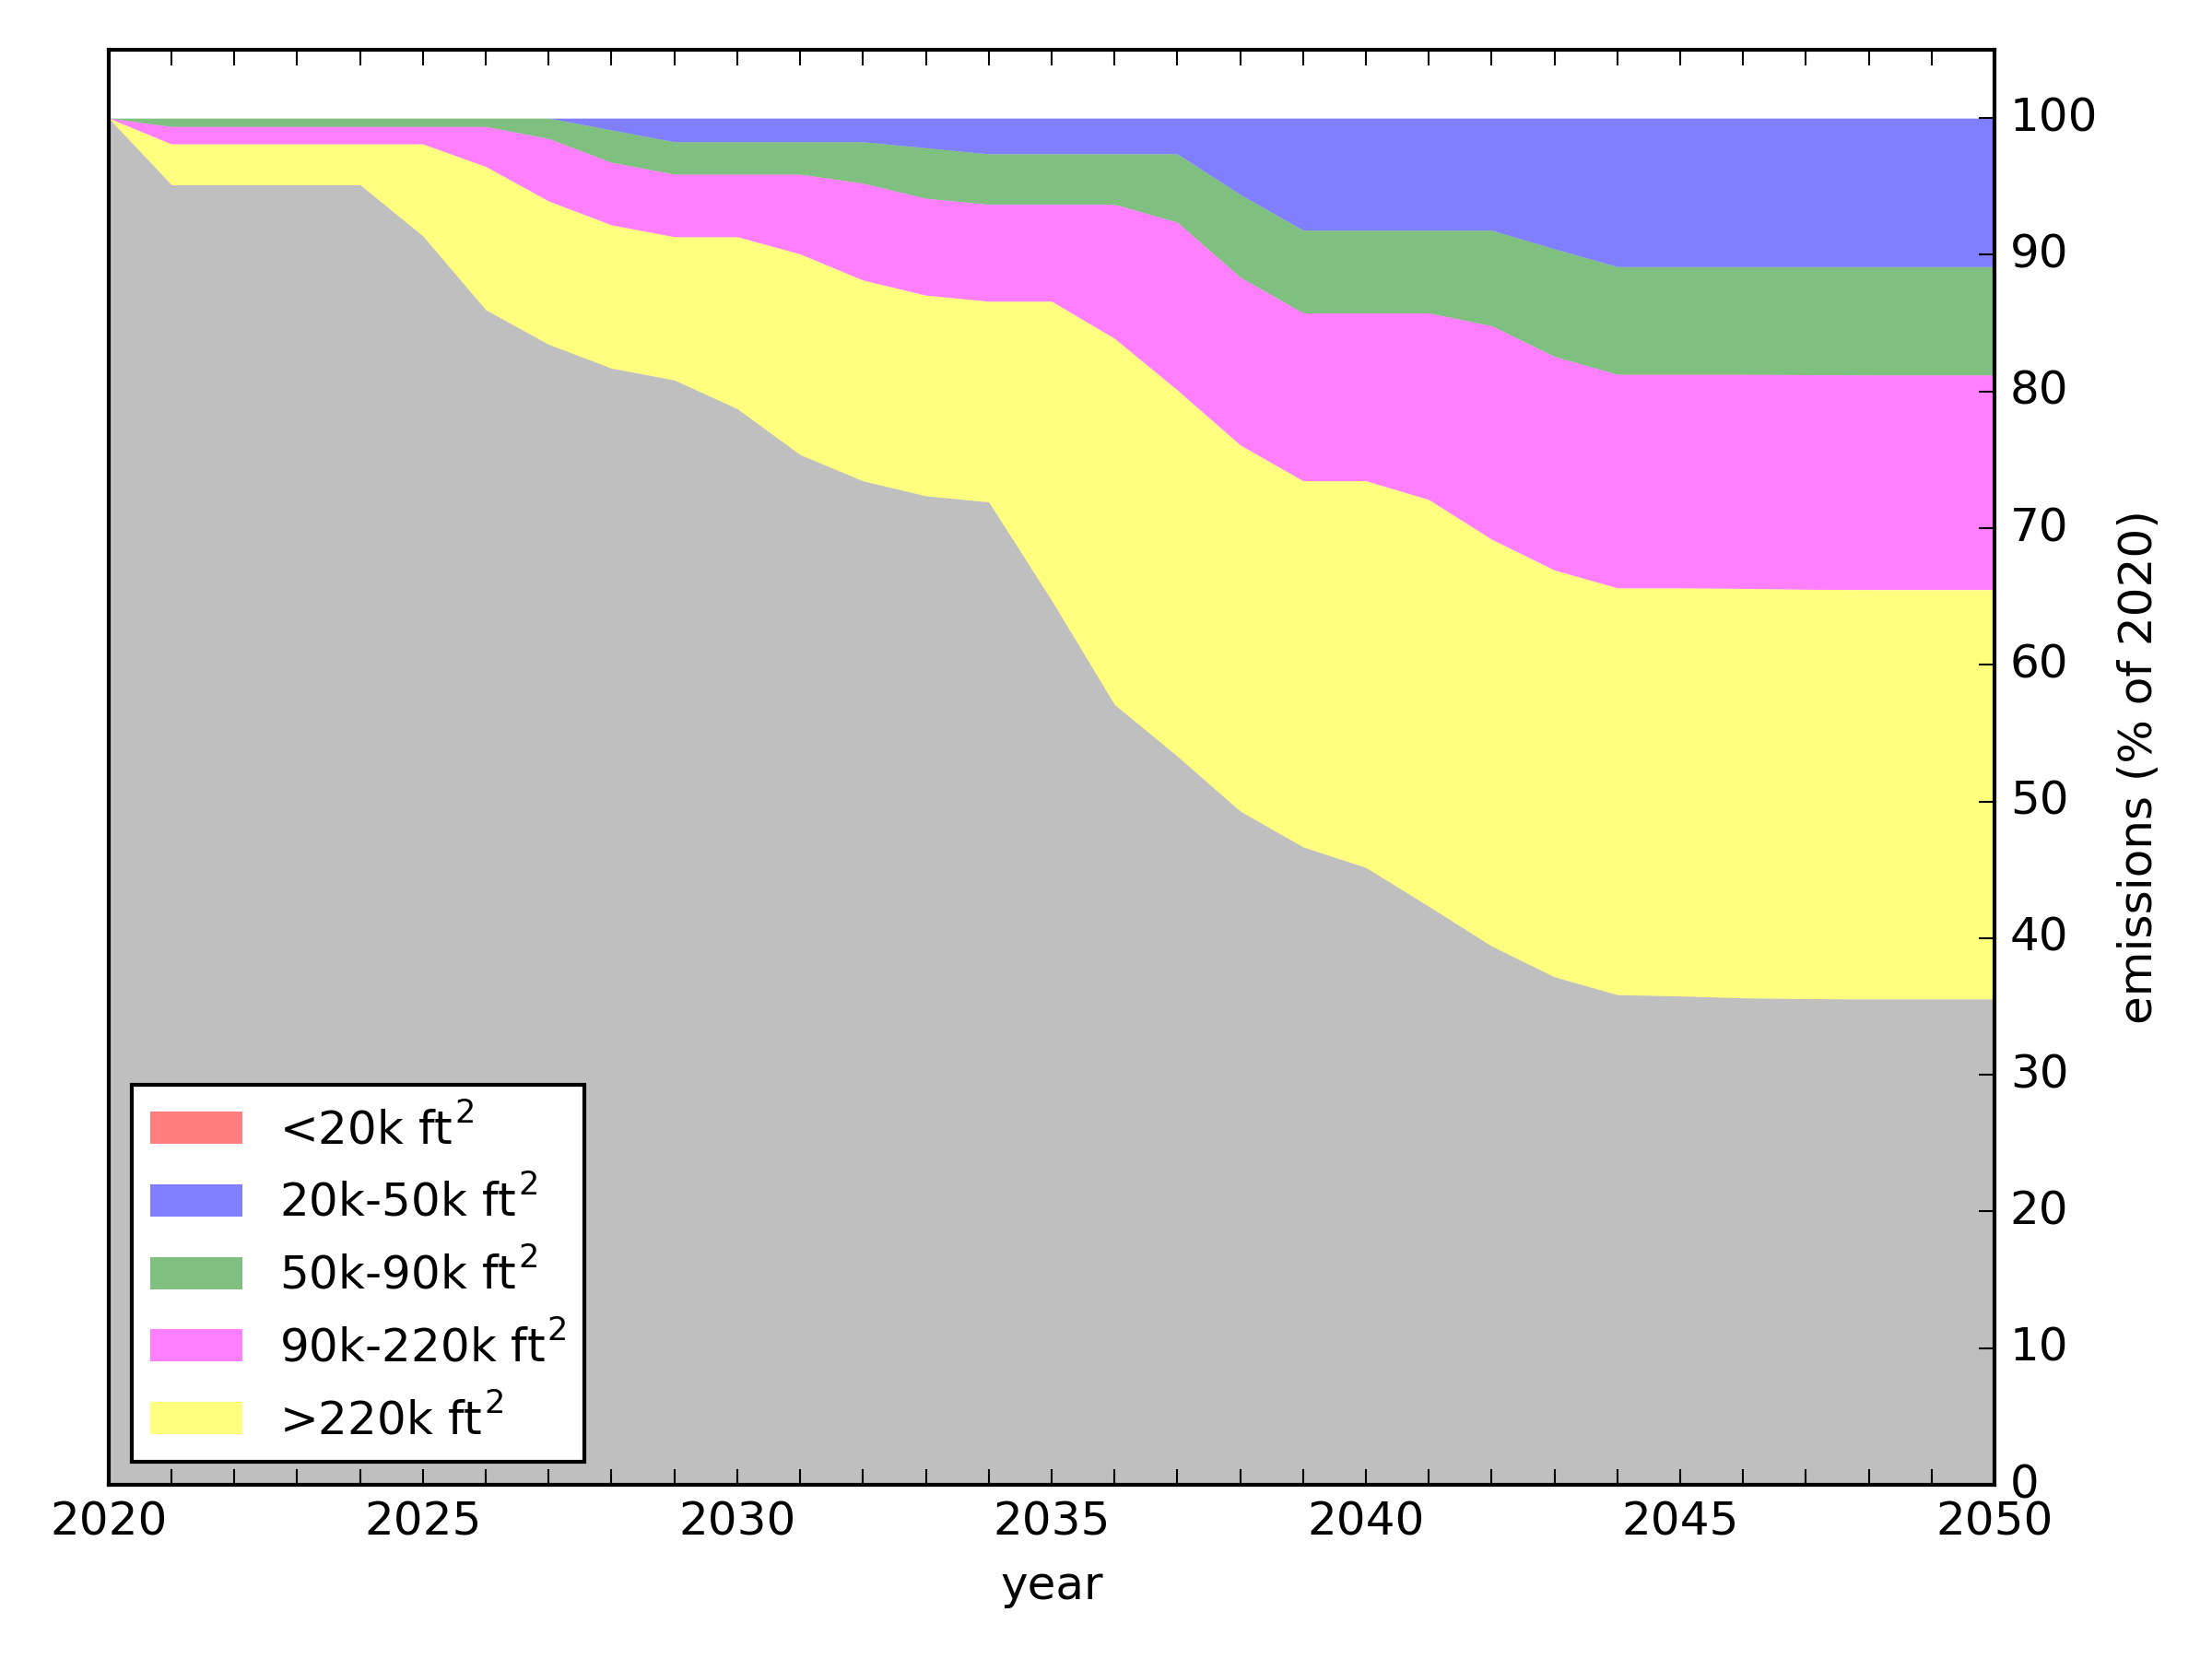 100
90
80
70
60
50
40
30
20
10
0
emissions (% of 2020)
<20k ft²
20k-50k ft²
50k-90k ft²
90k-220k ft²
>220k ft²
2020 2025 2030 2035 2040 2045 2050
year